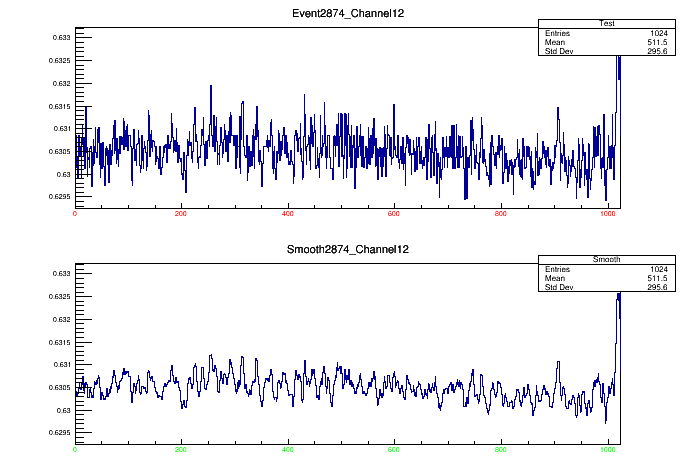 Event2874_Channel12
Test
Entries 1024
Mean 511.5
Std Dev 295.6
0.633
0.6325
0.632
0.6315
0.631
0.6305
0.63
0.6295
0 200 400 600 800 1000
Smooth2874_Channel12
Smooth
Entries 1024
Mean 511.5
Std Dev 295.6
0.633
0.6325
0.632
0.6315
0.631
0.6305
0.63
0.6295
0 200 400 600 800 1000